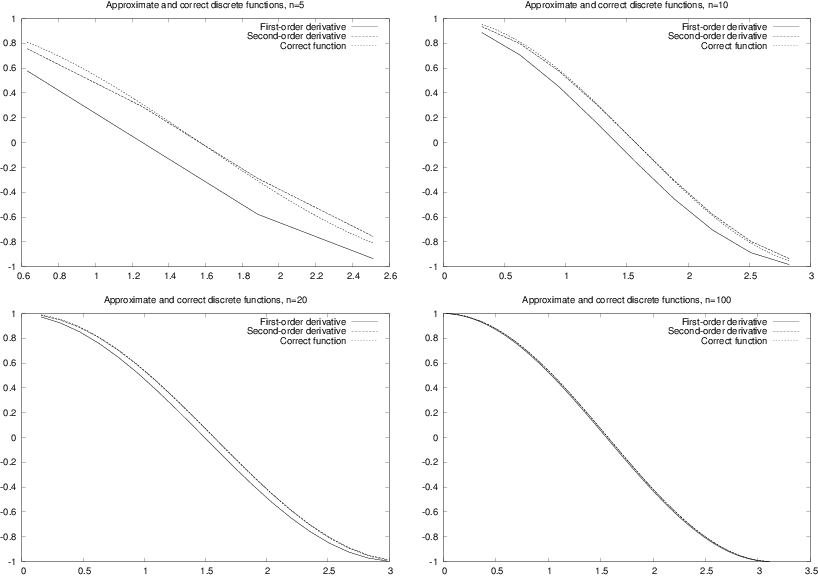 Approximate and correct discrete functions, n=5
First-order derivative
Second-order derivative
Correct function
1
0.8
0.6
0.4
0.2
0
-0.2
-0.4
-0.6
-0.8
-1
0.6 0.8 1 1.2 1.4 1.6 1.8 2 2.2 2.4 2.6
Approximate and correct discrete functions, n=10
First-order derivative
Second-order derivative
Correct function
1
0.8
0.6
0.4
0.2
0
-0.2
-0.4
-0.6
-0.8
-1
0 0.5 1 1.5 2 2.5 3
Approximate and correct discrete functions, n=20
First-order derivative
Second-order derivative
Correct function
1
0.8
0.6
0.4
0.2
0
-0.2
-0.4
-0.6
-0.8
-1
0 0.5 1 1.5 2 2.5 3
Approximate and correct discrete functions, n=100
First-order derivative
Second-order derivative
Correct function
1
0.8
0.6
0.4
0.2
0
-0.2
-0.4
-0.6
-0.8
-1
0 0.5 1 1.5 2 2.5 3 3.5